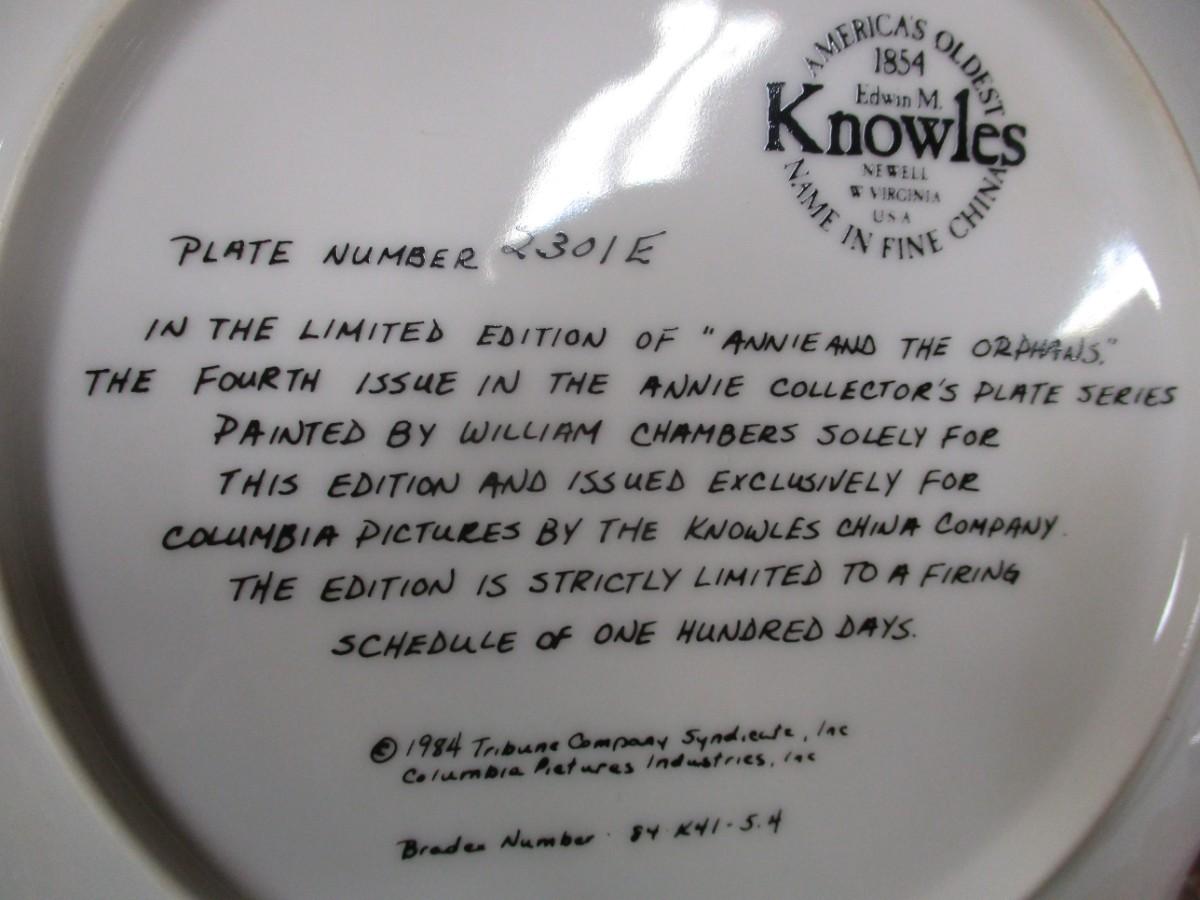 AMERICA'S OLDEST
1854
Edwin M.
Knowles
NEWELL
W VIRGINIA
USA
NAME IN FINE CHINA
PLATE NUMBER 2301E
IN THE LIMITED EDITION OF "ANNIE AND THE ORPHANS."
THE FOURTH ISSUE IN THE ANNIE COLLECTOR'S PLATE SERIES
PAINTED BY WILLIAM CHAMBERS SOLELY FOR
THIS EDITION AND ISSUED EXCLUSIVELY FOR
COLUMBIA PICTURES BY THE KNOWLES CHINA COMPANY.
THE EDITION IS STRICTLY LIMITED TO A FIRING
SCHEDULE OF ONE HUNDRED DAYS.
© 1984 Tribune Company Syndicate, Inc
Columbia Pictures Industries, Inc
Bradex Number · 84·K41·5.4